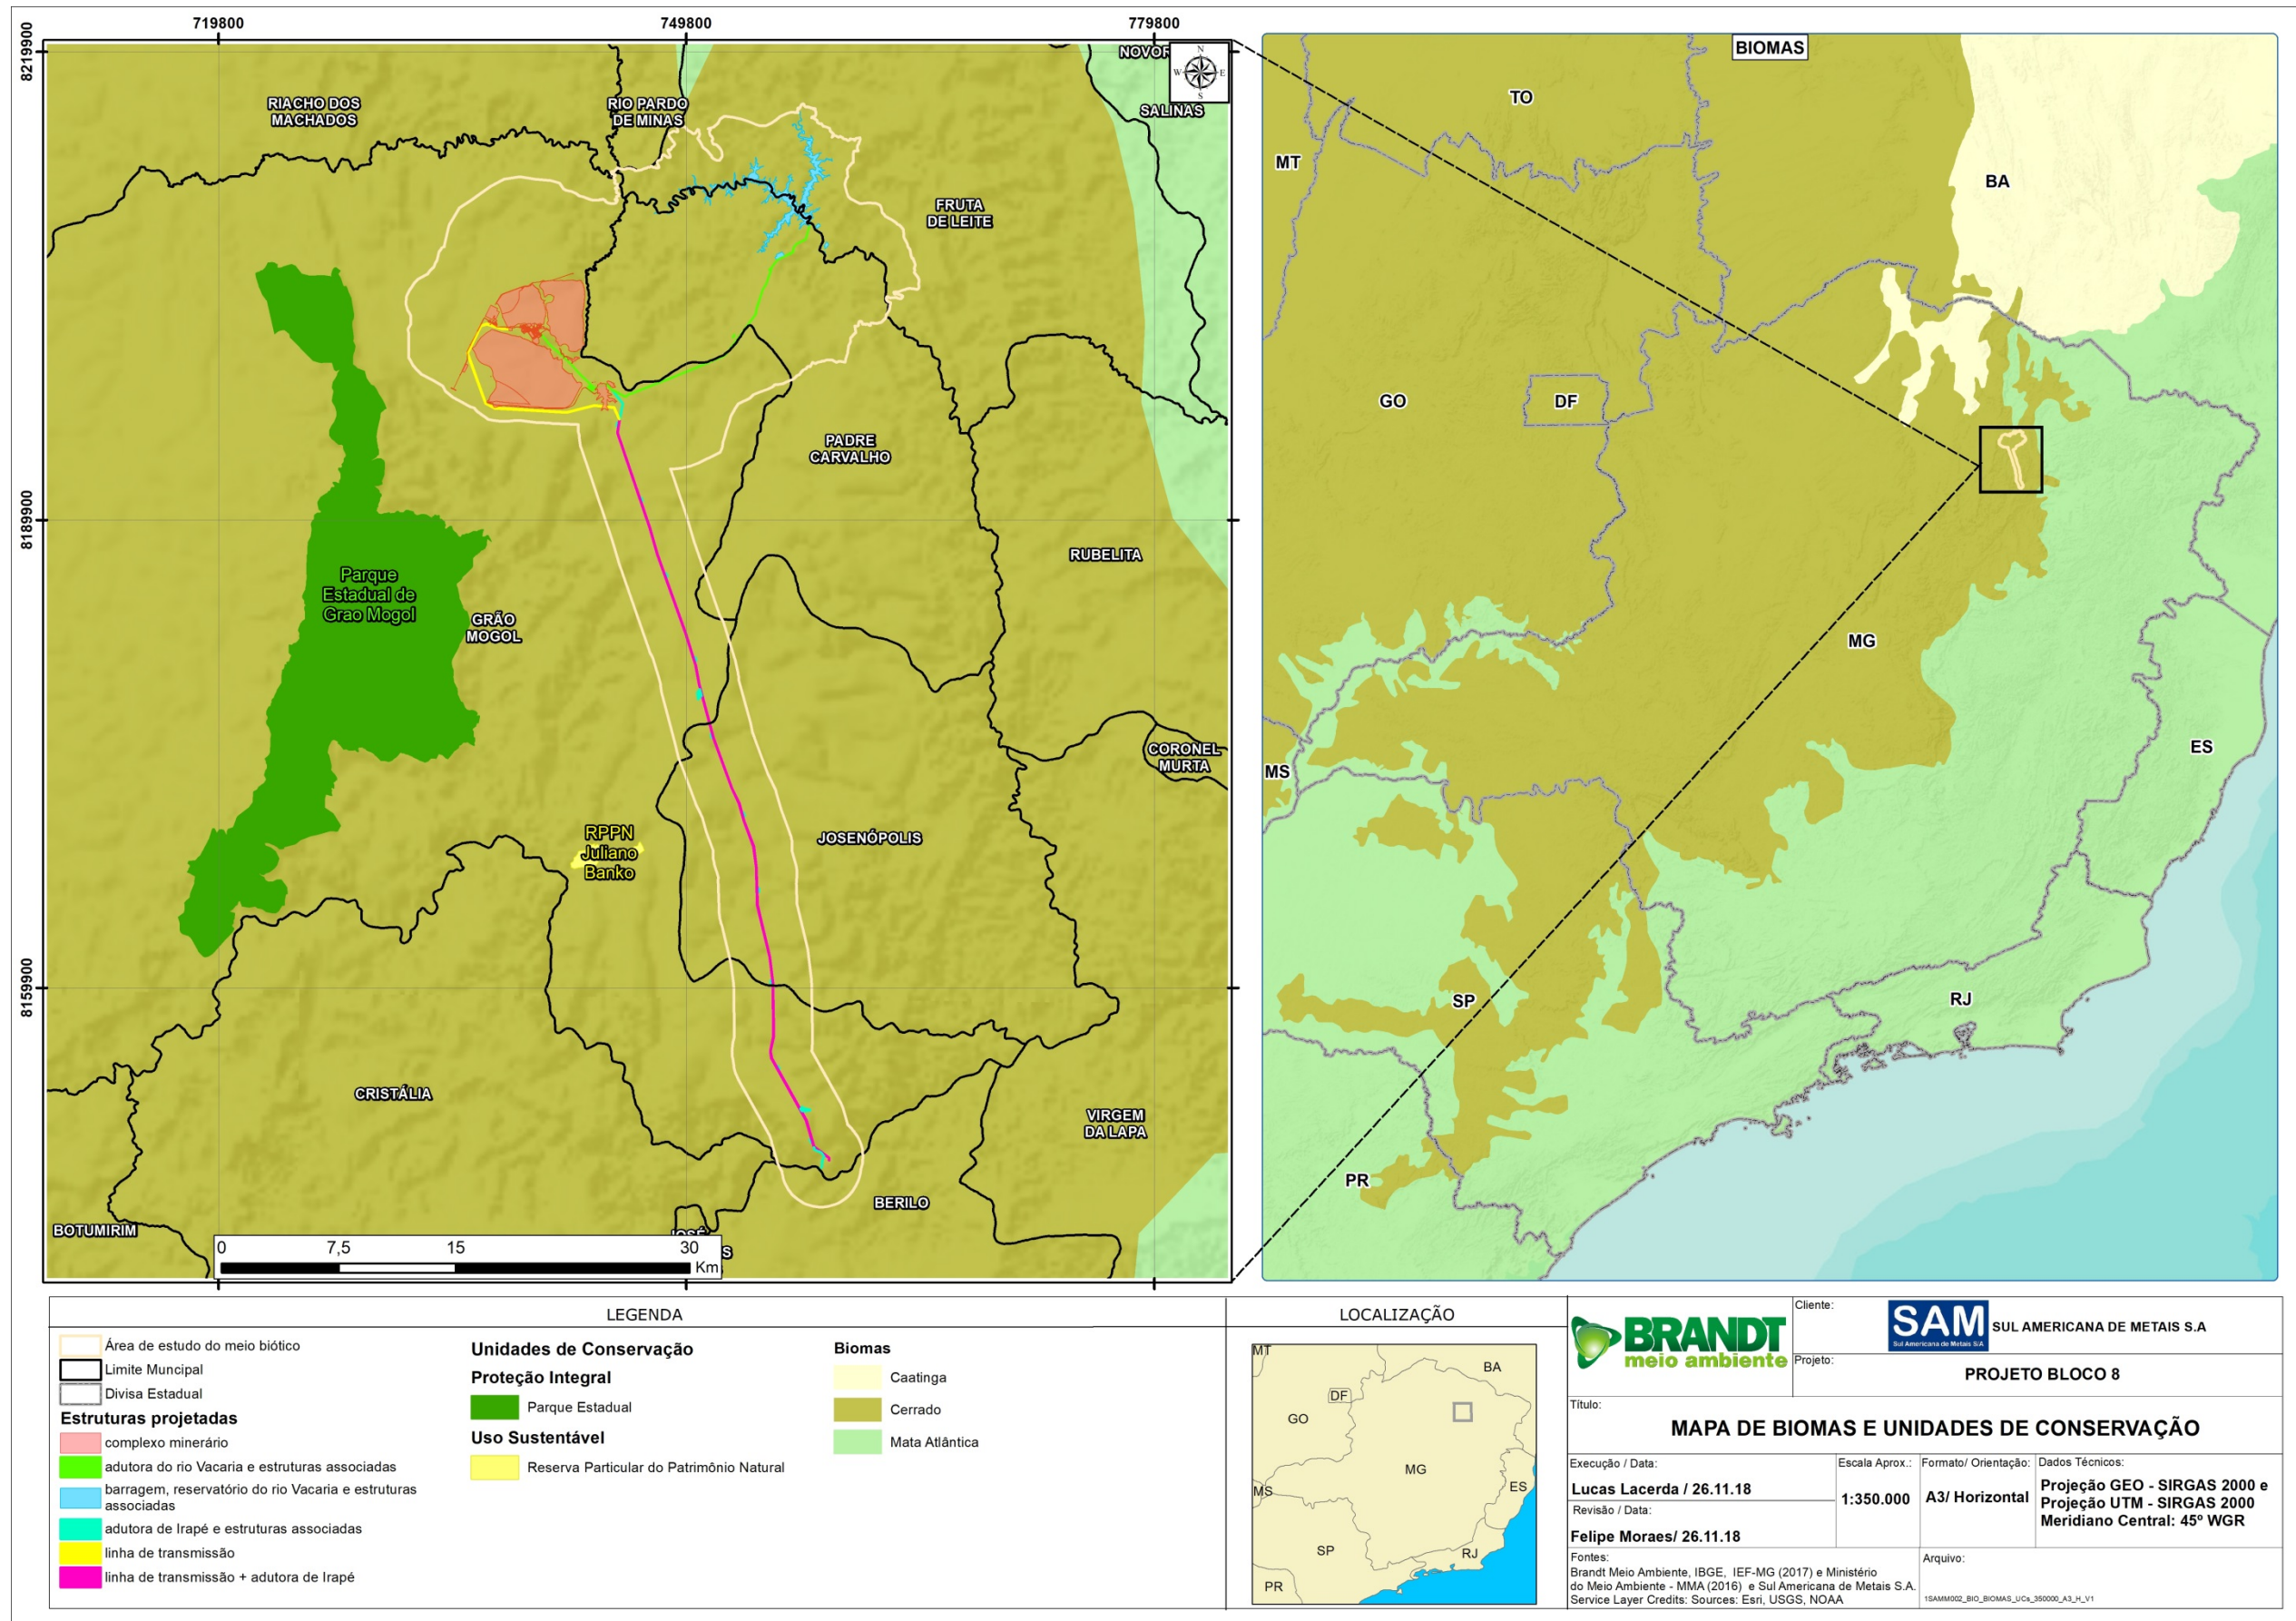 719800
749800
779800
8219900
8189900
8159900
NOVOR
N
W
E
S
RIACHO DOS
MACHADOS
RIO PARDO
DE MINAS
SALINAS
FRUTA
DE LEITE
PADRE
CARVALHO
RUBELITA
Parque
Estadual de
Grao Mogol
GRÃO
MOGOL
CORONEL
MURTA
RPPN
Juliano
Banko
JOSENÓPOLIS
CRISTÁLIA
VIRGEM
DA LAPA
BERILO
BOTUMIRIM
JOSÉ
S
0
7,5
15
30
Km
BIOMAS
TO
MT
BA
GO
DF
MG
ES
MS
SP
RJ
PR
LEGENDA
Área de estudo do meio biótico
Limite Muncipal
Divisa Estadual
Estruturas projetadas
complexo minerário
adutora do rio Vacaria e estruturas associadas
barragem, reservatório do rio Vacaria e estruturas
associadas
adutora de Irapé e estruturas associadas
linha de transmissão
linha de transmissão + adutora de Irapé
Unidades de Conservação
Proteção Integral
Parque Estadual
Uso Sustentável
Reserva Particular do Patrimônio Natural
Biomas
Caatinga
Cerrado
Mata Atlântica
LOCALIZAÇÃO
MT
BA
DF
GO
MG
MS
ES
SP
RJ
PR
BRANDT
meio ambiente
Cliente:
SAM
Sul Americana de Metais S/A
SUL AMERICANA DE METAIS S.A
Projeto:
PROJETO BLOCO 8
Título:
MAPA DE BIOMAS E UNIDADES DE CONSERVAÇÃO
Execução / Data:
Lucas Lacerda / 26.11.18
Revisão / Data:
Felipe Moraes/ 26.11.18
Escala Aprox.:
1:350.000
Formato/ Orientação:
A3/ Horizontal
Dados Técnicos:
Projeção GEO - SIRGAS 2000 e
Projeção UTM - SIRGAS 2000
Meridiano Central: 45º WGR
Fontes:
Brandt Meio Ambiente, IBGE, IEF-MG (2017) e Ministério
do Meio Ambiente - MMA (2016) e Sul Americana de Metais S.A.
Service Layer Credits: Sources: Esri, USGS, NOAA
Arquivo:
1SAMM002_BIO_BIOMAS_UCs_350000_A3_H_V1